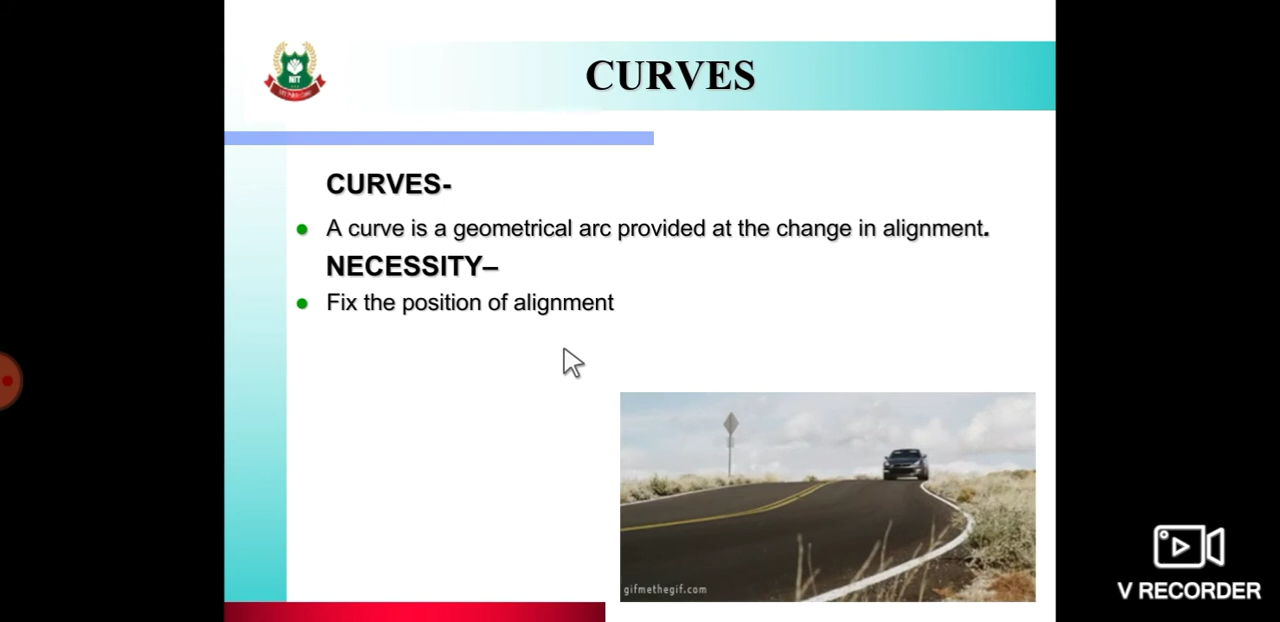 NIT
CURVES
CURVES-
A curve is a geometrical arc provided at the change in alignment.
NECESSITY–
Fix the position of alignment
gifmethegif.com
V RECORDER